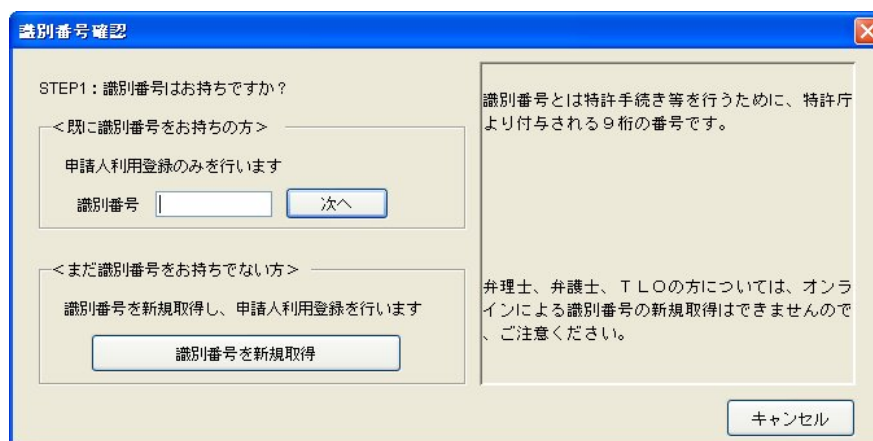 識別番号確認
STEP1：識別番号はお持ちですか？
＜既に識別番号をお持ちの方＞
申請人利用登録のみを行います
識別番号
次へ
＜まだ識別番号をお持ちでない方＞
識別番号を新規取得し、申請人利用登録を行います
識別番号を新規取得
識別番号とは特許手続き等を行うために、特許庁
より付与される９桁の番号です。
弁理士、弁護士、ＴＬＯの方については、オンラ
インによる識別番号の新規取得はできませんので
、ご注意ください。
キャンセル